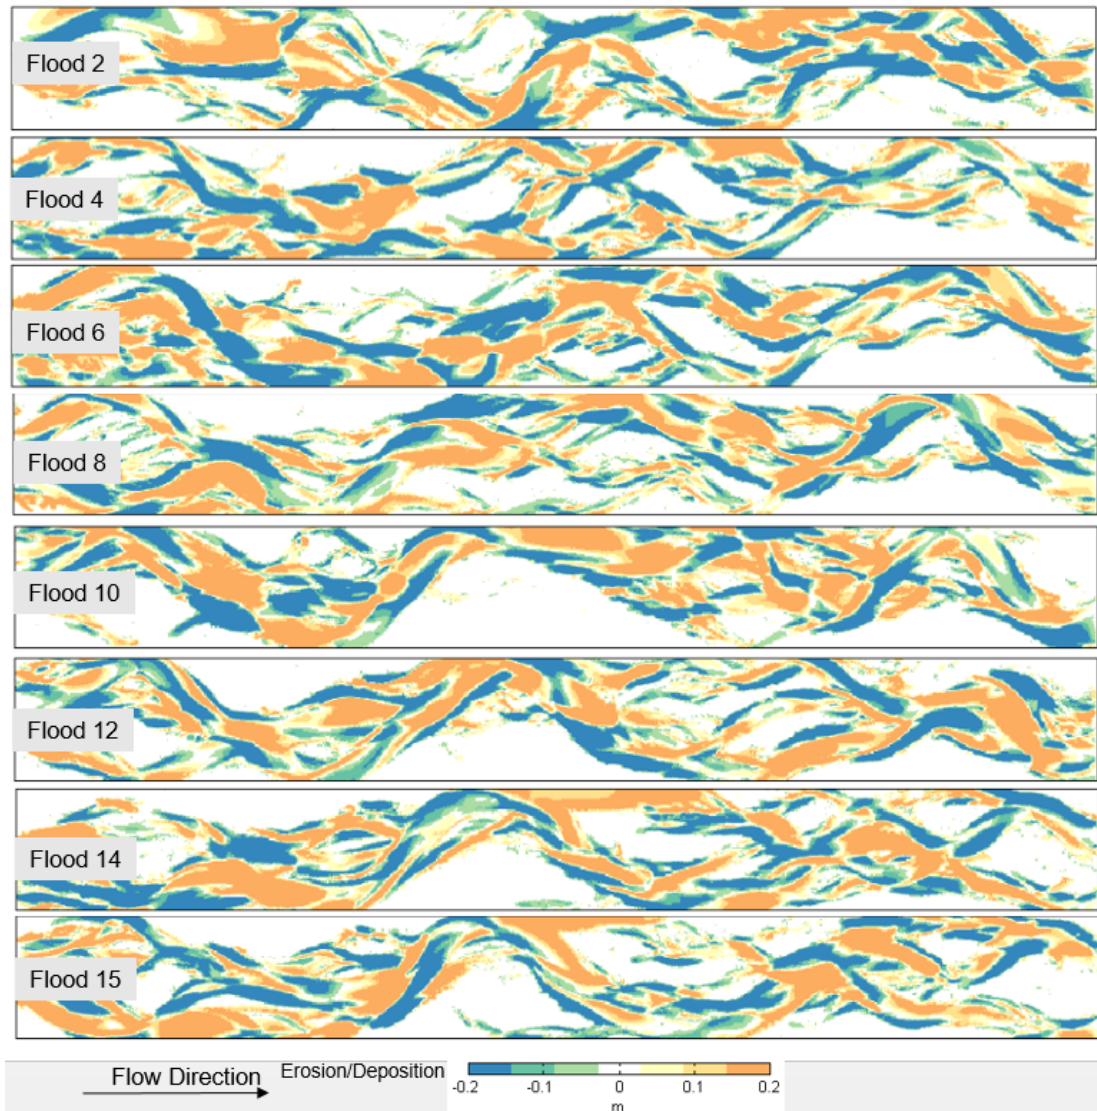 Flood 2
Flood 4
Flood 6
Flood 8
Flood 10
Flood 12
Flood 14
Flood 15
Flow Direction
Erosion/Deposition
-0.2 -0.1 0 0.1 0.2
m